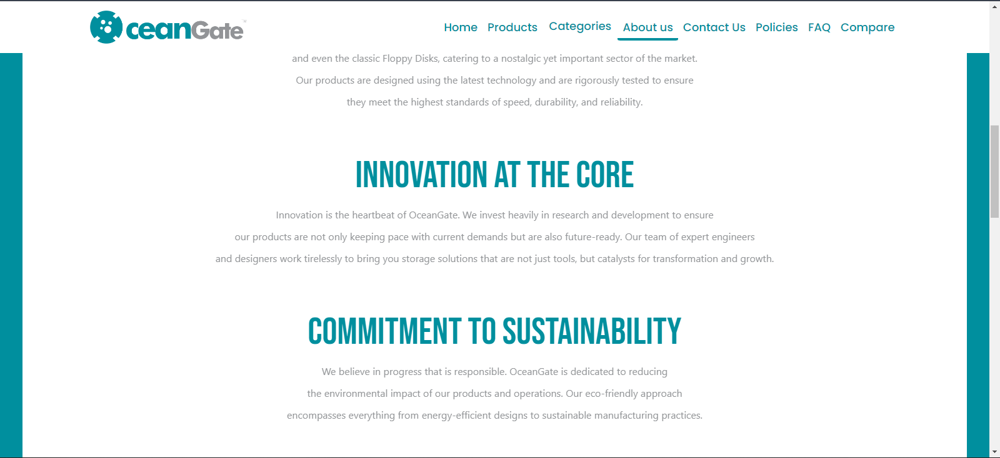 ceanGate
Home Products Categories About us Contact Us Policies FAQ Compare
and even the classic Floppy Disks, catering to a nostalgic yet important sector of the market.
Our products are designed using the latest technology and are rigorously tested to ensure
they meet the highest standards of speed, durability, and reliability.
INNOVATION AT THE CORE
Innovation is the heartbeat of OceanGate. We invest heavily in research and development to ensure
our products are not only keeping pace with current demands but are also future-ready. Our team of expert engineers
and designers work tirelessly to bring you storage solutions that are not just tools, but catalysts for transformation and growth.
COMMITMENT TO SUSTAINABILITY
We believe in progress that is responsible. OceanGate is dedicated to reducing
the environmental impact of our products and operations. Our eco-friendly approach
encompasses everything from energy-efficient designs to sustainable manufacturing practices.